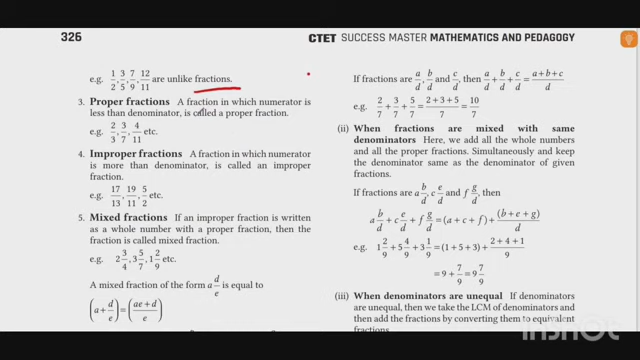 326
CTET SUCCESS MASTER MATHEMATICS AND PEDAGOGY
e.g. 1/2, 3/5, 7/9, 12/11 are unlike fractions.
3. Proper Fractions A fraction in which numerator is
less than denominator, is called a proper fraction.
e.g. 2/3, 3/7, 4/11 etc.
4. Improper fractions A fraction in which numerator
is more than denominator, is called an improper
fraction.
e.g. 17/13, 19/11, 5/2 etc.
5. Mixed fractions If an improper fraction is written
as a whole number with a proper fraction, then
the fraction is called mixed fraction.
e.g. 2 3/4, 3 5/7, 1 2/9 etc.
A mixed fraction of the form a d/e is equal to
(a + d/e) = (ae + d / e)
If fractions are a/d, b/d and c/d, then a/d + b/d + c/d = a+b+c/d
e.g. 2/7 + 3/7 + 5/7 = 2+3+5/7 = 10/7
(ii) When fractions are mixed with same
denominators Here, we add all the whole numbers
and all the proper fractions. Simultaneously and keep
the denominator same as the denominator of given
fractions.
If fractions are a b/d, c e/d and f g/d, then
a b/d + c e/d + f g/d = (a + c + f) + (b + e + g)/d
e.g. 1 2/9 + 5 4/9 + 3 1/9 = (1 + 5 + 3) + 2+4+1/9
= 9 + 7/9 = 9 7/9
(iii) When denominators are unequal If denominators
are unequal, then we take the LCM of denominators and
then add the fractions by converting them to equivalent
fractions.
InShot